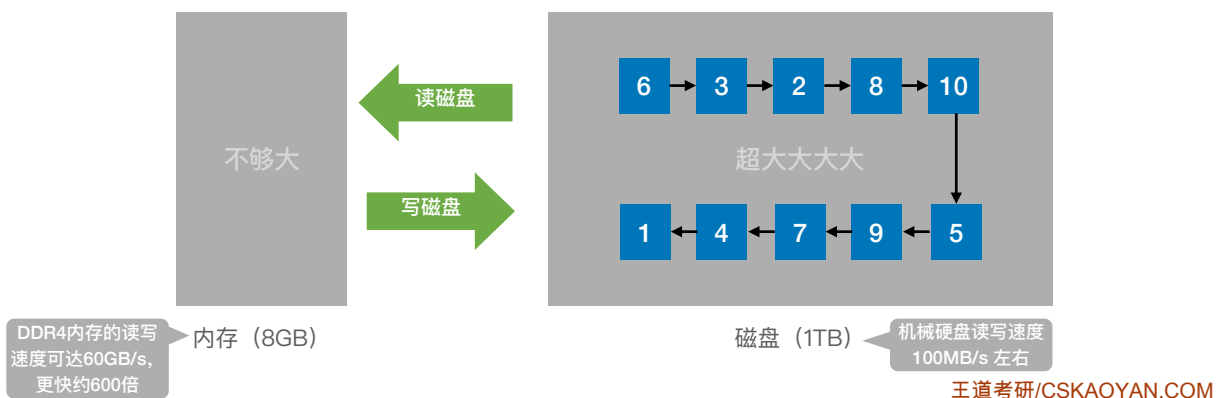 6 3 2 8 10
读磁盘
不够大
超大大大大
写磁盘
1 4 7 9 5
DDR4内存的读写
速度可达60GB/s，
更快约600倍
内存（8GB）
磁盘（1TB）
机械硬盘读写速度
100MB/s 左右
王道考研/CSKAOYAN.COM